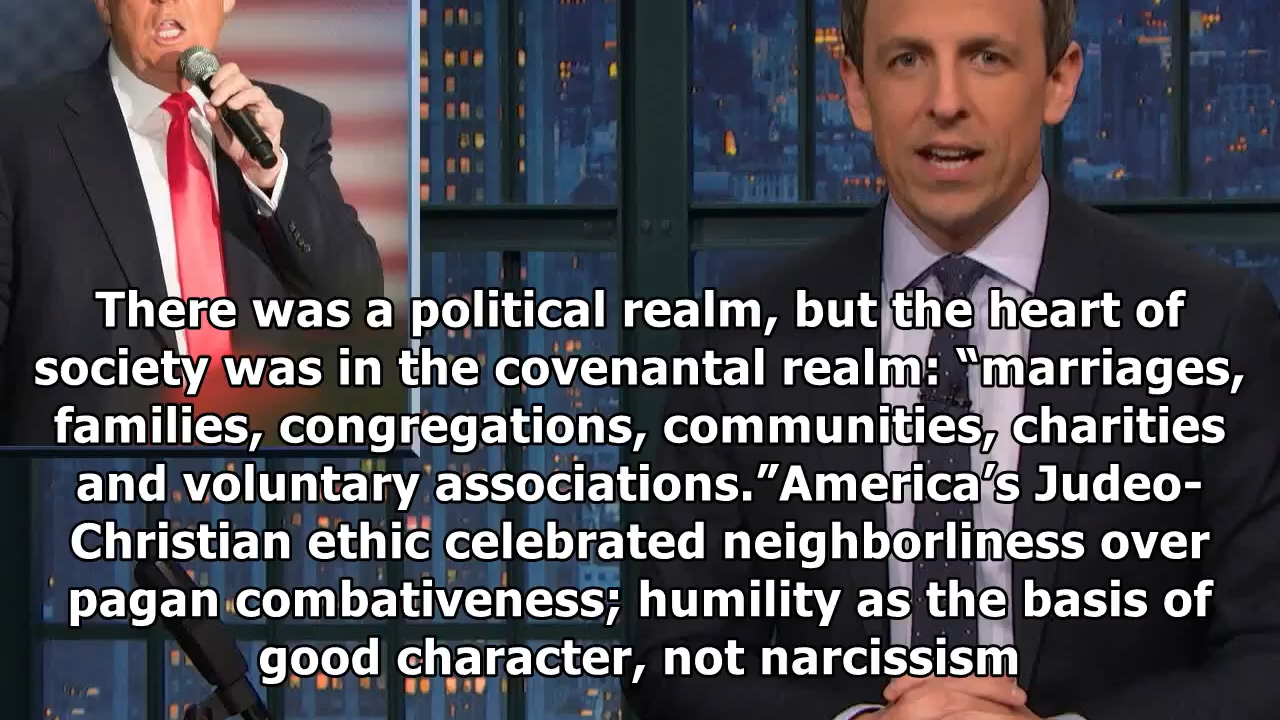 There was a political realm, but the heart of
society was in the covenantal realm: “marriages,
families, congregations, communities, charities
and voluntary associations.”America’s Judeo-
Christian ethic celebrated neighborliness over
pagan combativeness; humility as the basis of
good character, not narcissism